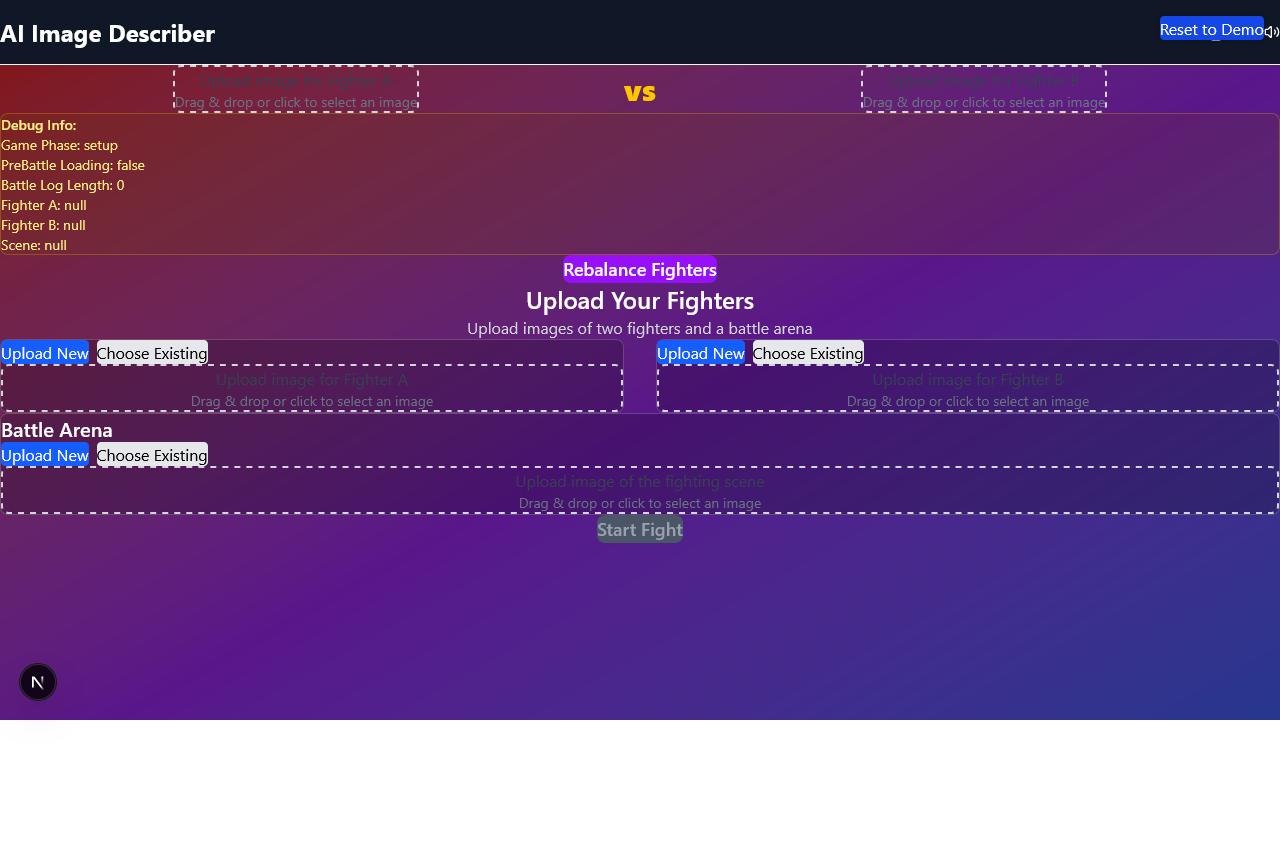 AI Image Describer
Reset to Demo
Upload image for Fighter A
Drag & drop or click to select an image
VS
Upload image for Fighter B
Drag & drop or click to select an image
Debug Info:
Game Phase: setup
PreBattle Loading: false
Battle Log Length: 0
Fighter A: null
Fighter B: null
Scene: null
Rebalance Fighters
Upload Your Fighters
Upload images of two fighters and a battle arena
Upload New Choose Existing
Upload image for Fighter A
Drag & drop or click to select an image
Upload New Choose Existing
Upload image for Fighter B
Drag & drop or click to select an image
Battle Arena
Upload New Choose Existing
Upload image of the fighting scene
Drag & drop or click to select an image
Start Fight
N